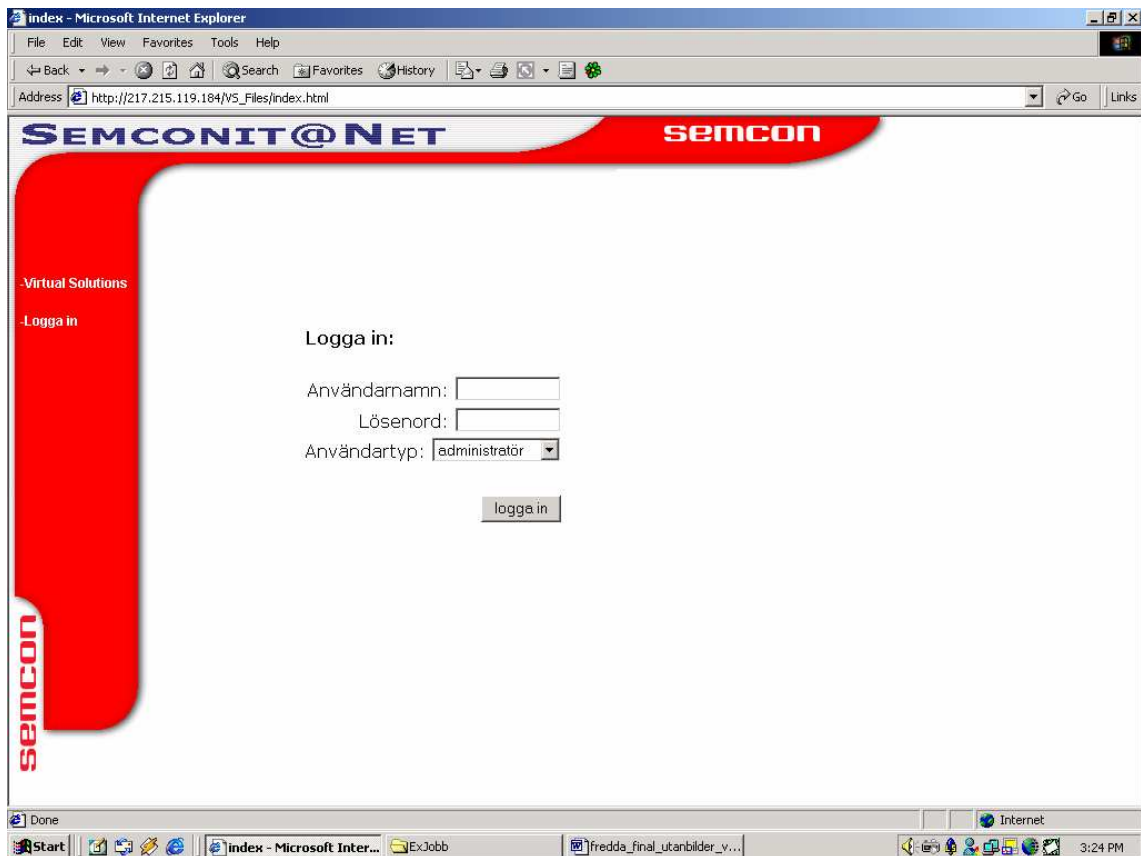 index - Microsoft Internet Explorer
File Edit View Favorites Tools Help
Back Search Favorites History
Address http://217.215.119.184/VS_Files/index.html Go Links
SEMCONIT@NET semcon
-Virtual Solutions
-Logga in
Logga in:
Användarnamn:
Lösenord:
Användartyp: administratör
logga in
semcon
Done Internet
Start index - Microsoft Inter... ExJobb fredda_final_utanbilder_v... 3:24 PM